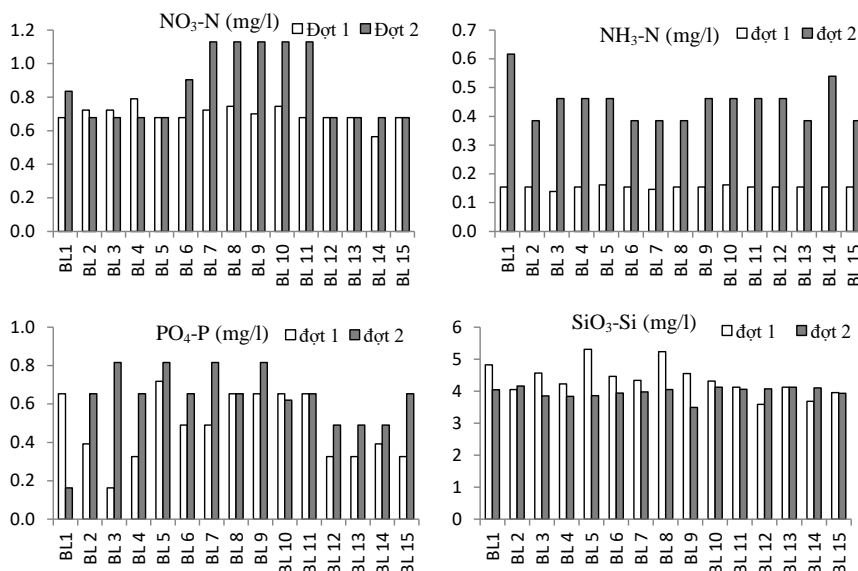 NO₃-N (mg/l)
Đợt 1 Đợt 2
1.2
1.0
0.8
0.6
0.4
0.2
0.0
BL1 BL 2 BL 3 BL 4 BL 5 BL 6 BL 7 BL 8 BL 9 BL 10 BL 11 BL 12 BL 13 BL 14 BL 15
NH₃-N (mg/l)
đợt 1 đợt 2
0.7
0.6
0.5
0.4
0.3
0.2
0.1
0.0
BL1 BL 2 BL 3 BL 4 BL 5 BL 6 BL 7 BL 8 BL 9 BL 10 BL 11 BL 12 BL 13 BL 14 BL 15
PO₄-P (mg/l)
đợt 1 đợt 2
1.0
0.8
0.6
0.4
0.2
0.0
BL1 BL 2 BL 3 BL 4 BL 5 BL 6 BL 7 BL 8 BL 9 BL 10 BL 11 BL 12 BL 13 BL 14 BL 15
SiO₃-Si (mg/l)
đợt 1 đợt 2
6
5
4
3
2
1
0
BL1 BL 2 BL 3 BL 4 BL 5 BL 6 BL 7 BL 8 BL 9 BL 10 BL 11 BL 12 BL 13 BL 14 BL 15